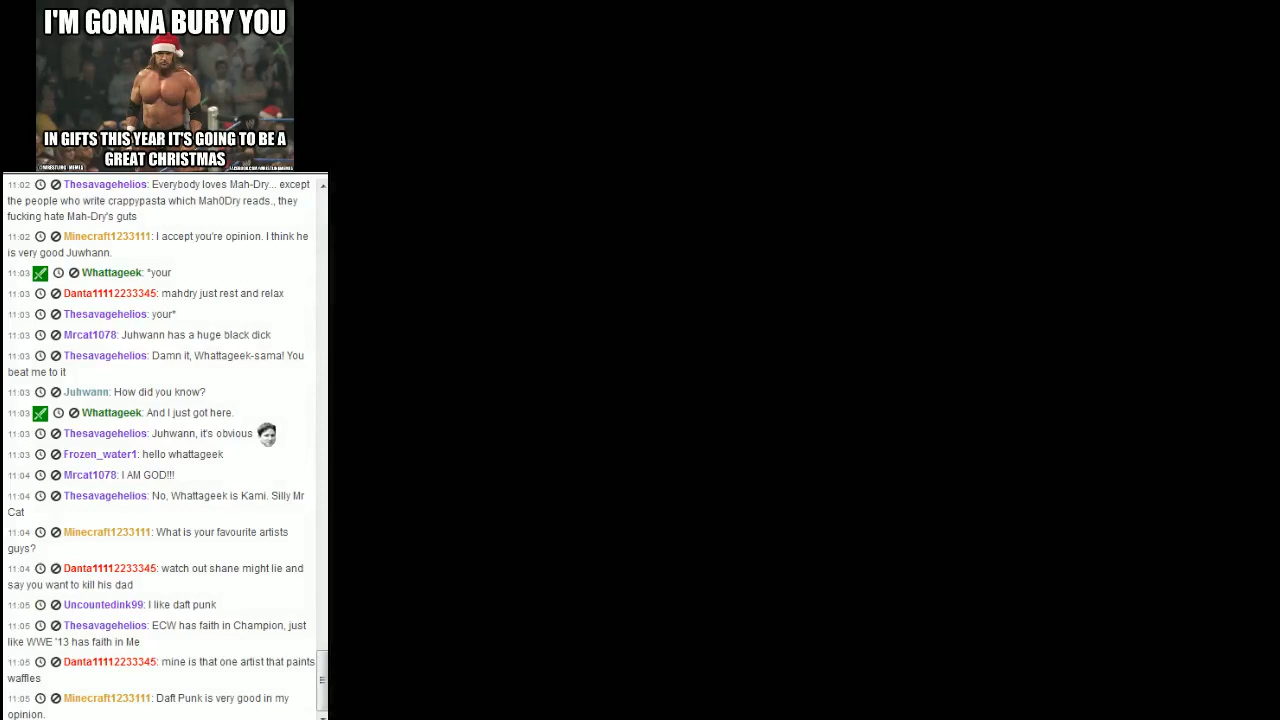 I'M GONNA BURY YOU
IN GIFTS THIS YEAR IT'S GOING TO BE A
GREAT CHRISTMAS
11:02 Thesavagehelios: Everybody loves Mah-Dry... except
the people who write crappypasta which Mah0Dry reads., they
fucking hate Mah-Dry's guts
11:02 Minecraft1233111: I accept you're opinion. I think he
is very good Juwhann.
11:03 Whattageek: *your
11:03 Danta11112233345: mahdry just rest and relax
11:03 Thesavagehelios: your*
11:03 Mrcat1078: Juhwann has a huge black dick
11:03 Thesavagehelios: Damn it, Whattageek-sama! You
beat me to it
11:03 Juhwann: How did you know?
11:03 Whattageek: And I just got here.
11:03 Thesavagehelios: Juhwann, it's obvious
11:03 Frozen_water1: hello whattageek
11:04 Mrcat1078: I AM GOD!!!
11:04 Thesavagehelios: No, Whattageek is Kami. Silly Mr
Cat
11:04 Minecraft1233111: What is your favourite artists
guys?
11:04 Danta11112233345: watch out shane might lie and
say you want to kill his dad
11:05 Uncountedink99: I like daft punk
11:05 Thesavagehelios: ECW has faith in Champion, just
like WWE '13 has faith in Me
11:05 Danta11112233345: mine is that one artist that paints
waffles
11:05 Minecraft1233111: Daft Punk is very good in my
opinion.